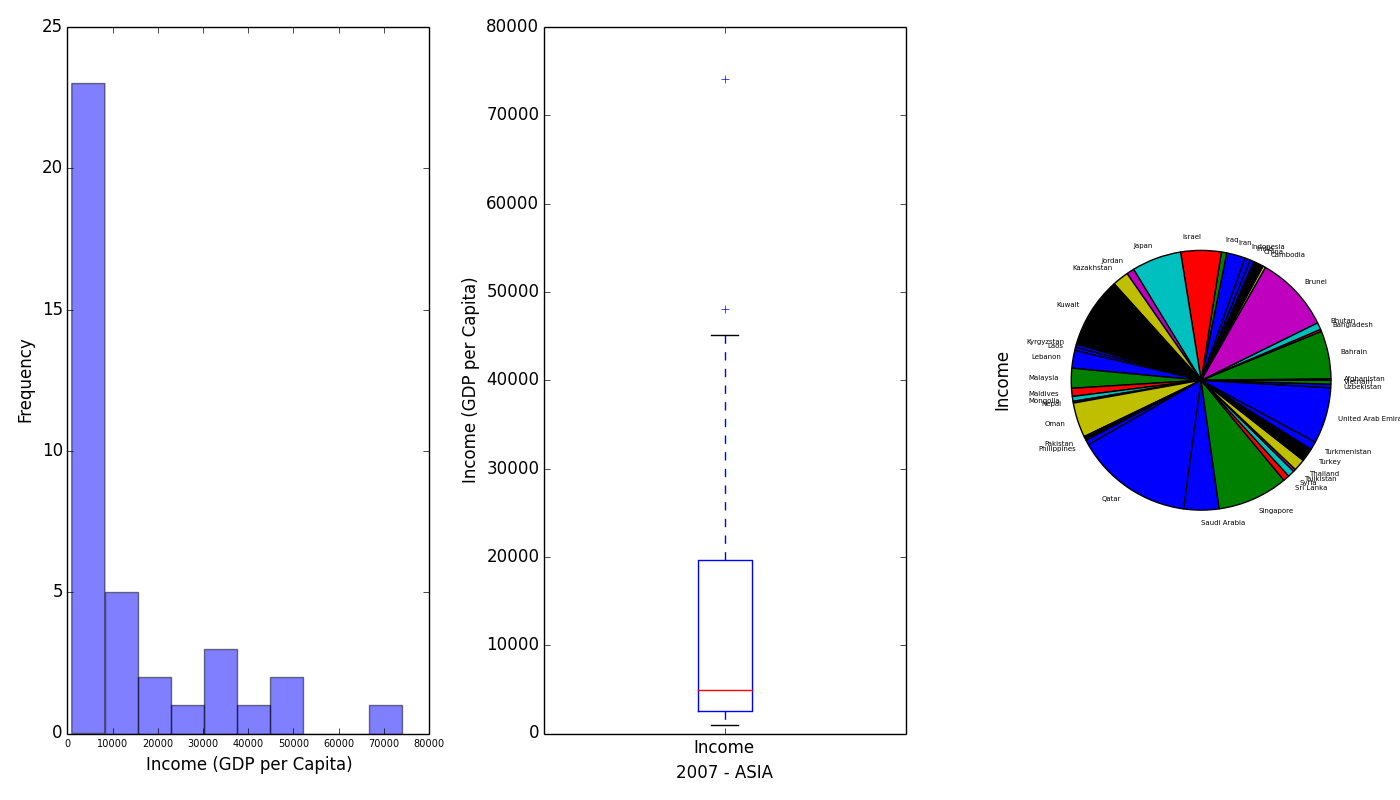 25
20
15
10
5
0
Frequency
0 10000 20000 30000 40000 50000 60000 70000 80000
Income (GDP per Capita)
80000
70000
60000
50000
40000
30000
20000
10000
0
Income (GDP per Capita)
Income
2007 - ASIA
Income
Israel
Iraq
Iran
Indonesia
Cambodia
Brunei
Bhutan
Bangladesh
Bahrain
Afghanistan
Uzbekistan
United Arab Emira
Turkmenistan
Turkey
Thailand
Tajikistan
Syria
Sri Lanka
Singapore
Saudi Arabia
Qatar
Philippines
Pakistan
Oman
Nepal
Mongolia
Maldives
Malaysia
Lebanon
Laos
Kyrgyzstan
Kuwait
Kazakhstan
Jordan
Japan